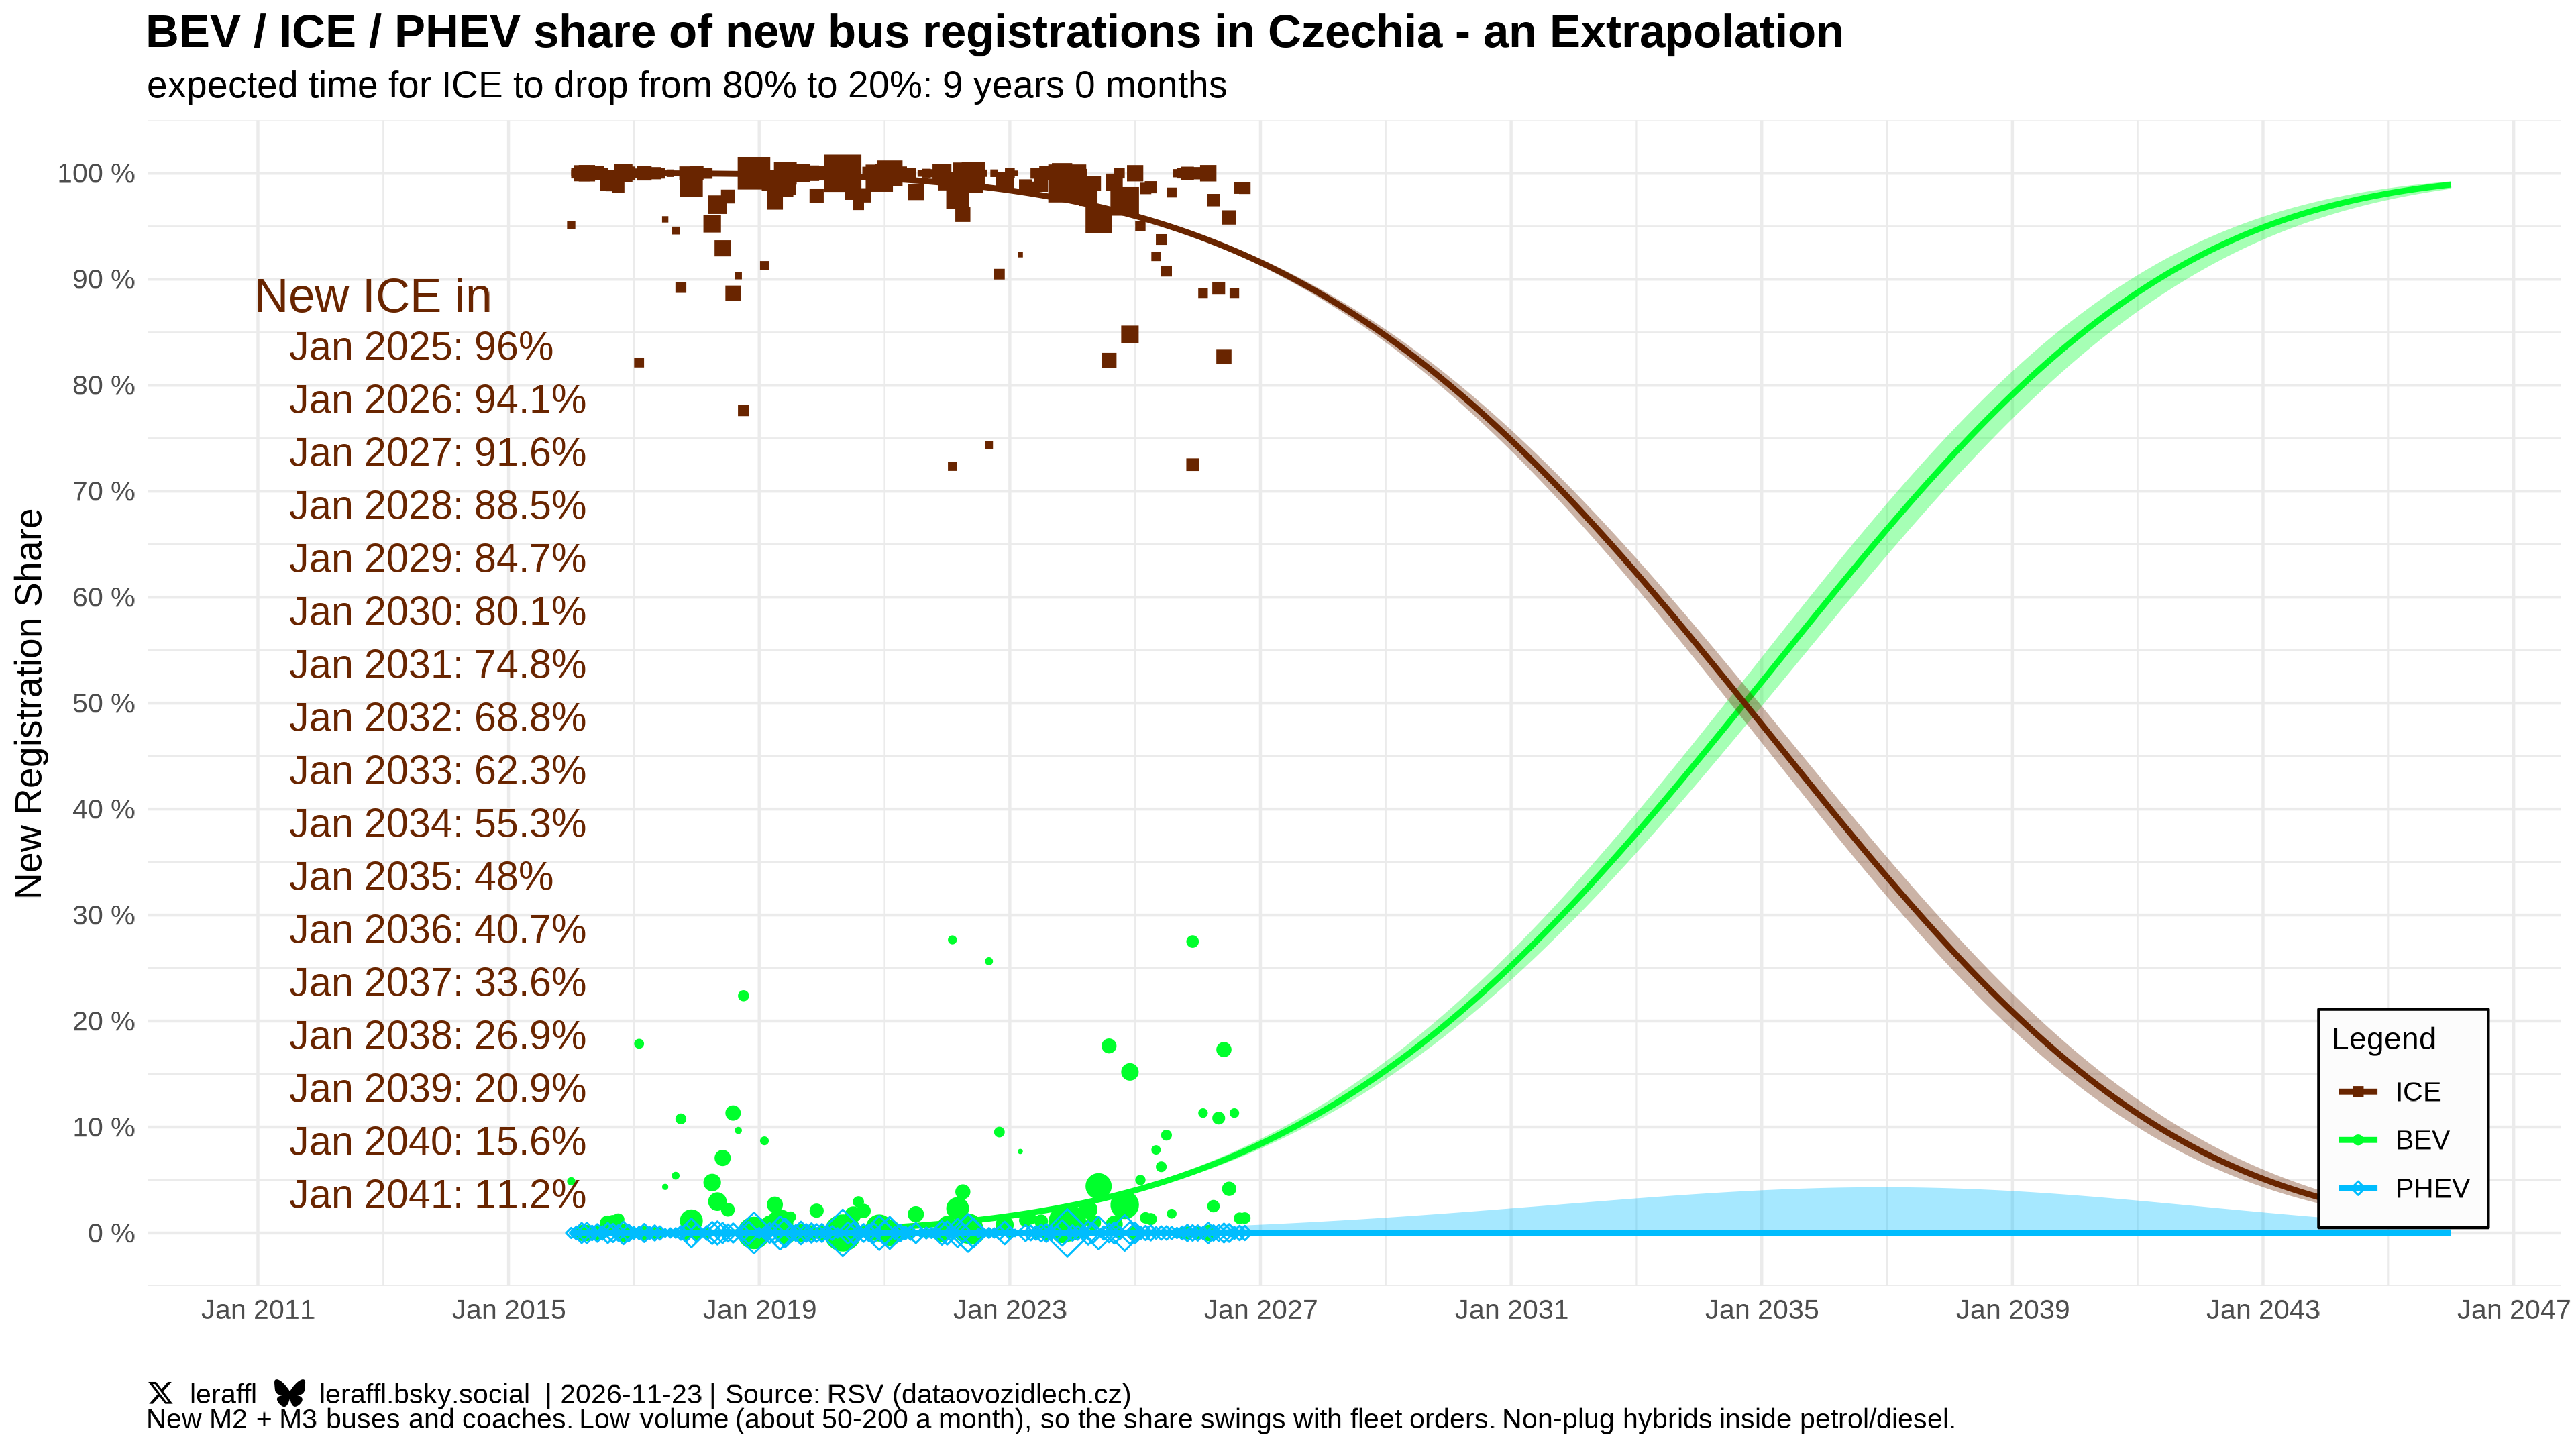 BEV / ICE / PHEV share of new bus registrations in Czechia - an Extrapolation
expected time for ICE to drop from 80% to 20%: 9 years 0 months
New Registration Share
100 %
90 %
80 %
70 %
60 %
50 %
40 %
30 %
20 %
10 %
0 %
New ICE in
Jan 2025: 96%
Jan 2026: 94.1%
Jan 2027: 91.6%
Jan 2028: 88.5%
Jan 2029: 84.7%
Jan 2030: 80.1%
Jan 2031: 74.8%
Jan 2032: 68.8%
Jan 2033: 62.3%
Jan 2034: 55.3%
Jan 2035: 48%
Jan 2036: 40.7%
Jan 2037: 33.6%
Jan 2038: 26.9%
Jan 2039: 20.9%
Jan 2040: 15.6%
Jan 2041: 11.2%
Legend
ICE
BEV
PHEV
Jan 2011 Jan 2015 Jan 2019 Jan 2023 Jan 2027 Jan 2031 Jan 2035 Jan 2039 Jan 2043 Jan 2047
leraffl leraffl.bsky.social | 2026-11-23 | Source: RSV (dataovozidlech.cz)
New M2 + M3 buses and coaches. Low volume (about 50-200 a month), so the share swings with fleet orders. Non-plug hybrids inside petrol/diesel.